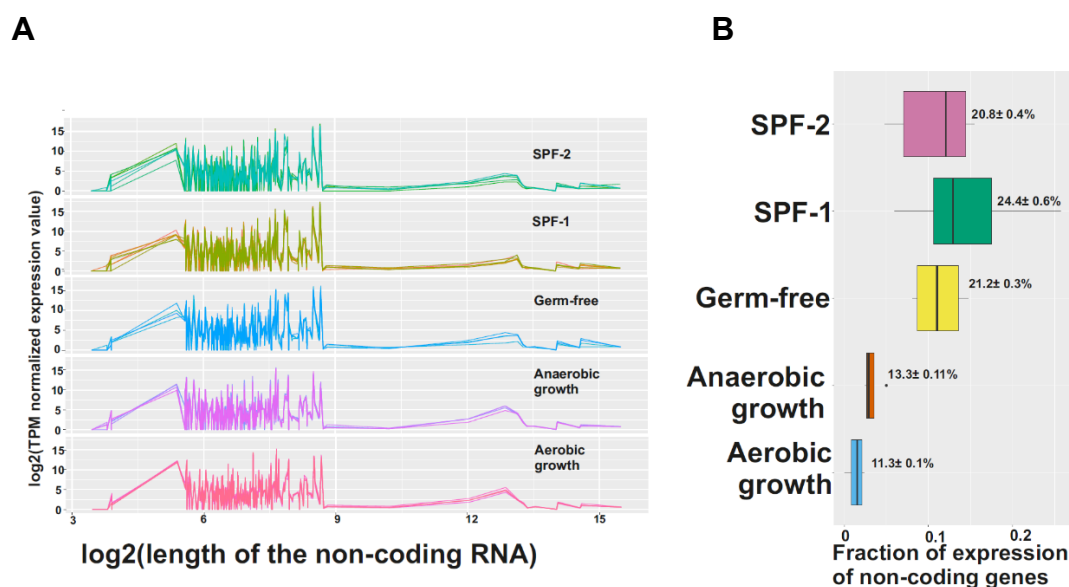 A
B
log2(TPM normalized expression value)
15
10
5
0
SPF-2
15
10
5
0
SPF-1
15
10
5
0
Germ-free
15
10
5
0
Anaerobic
growth
15
10
5
0
Aerobic
growth
3
6
9
12
15
log2(length of the non-coding RNA)
SPF-2
20.8± 0.4%
SPF-1
24.4± 0.6%
Germ-free
21.2± 0.3%
Anaerobic
growth
13.3± 0.11%
Aerobic
growth
11.3± 0.1%
0
0.1
0.2
Fraction of expression
of non-coding genes